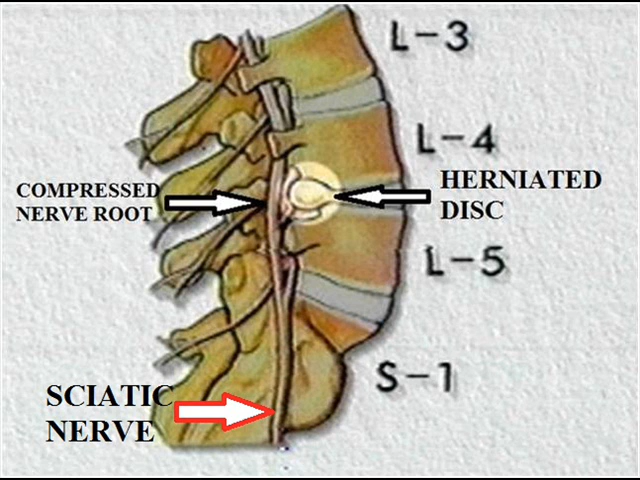 L-3
L-4
COMPRESSED
NERVE ROOT
HERNIATED
DISC
L-5
S-1
SCIATIC
NERVE